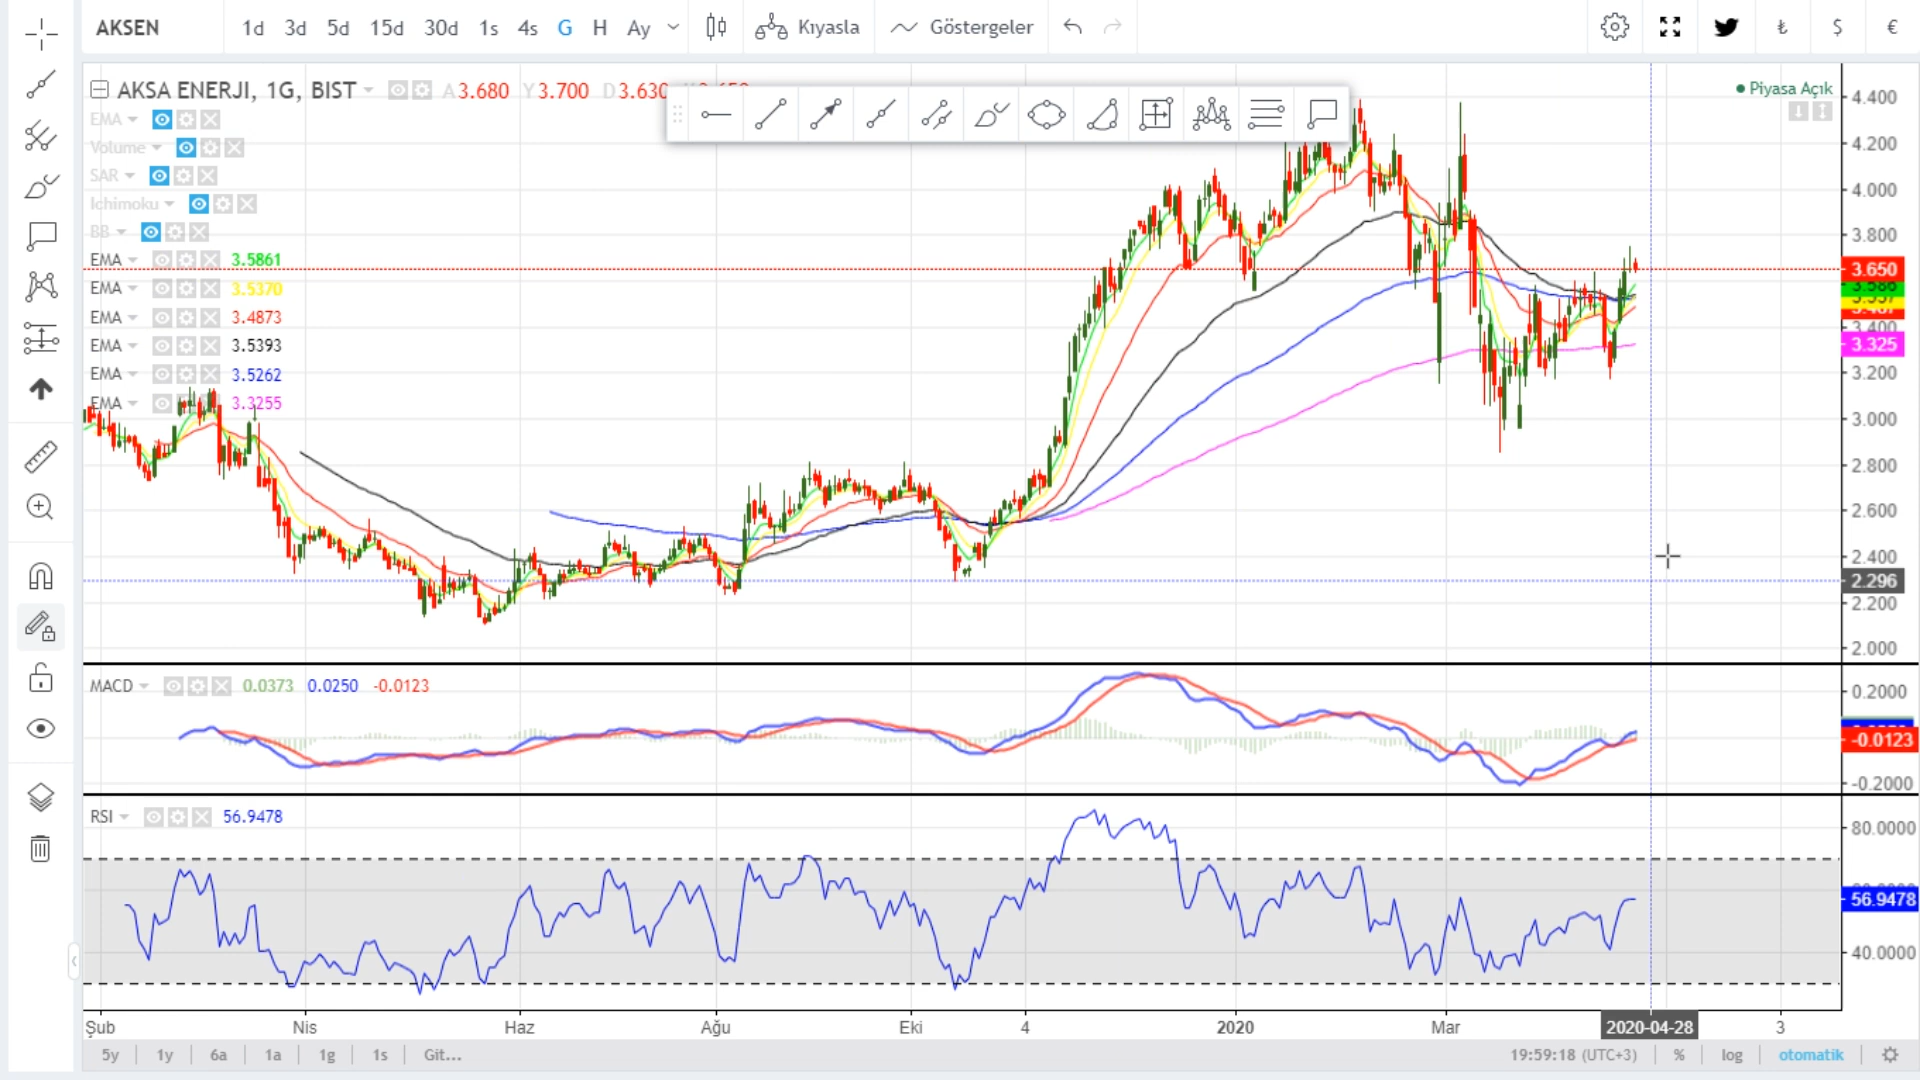 AKSEN 1d 3d 5d 15d 30d 1s 4s G H Ay Kıyasla Göstergeler ₺ $ €
AKSA ENERJI, 1G, BIST A 3.680 Y 3.700 D 3.630
Piyasa Açık
EMA
Volume
SAR
Ichimoku
BB
EMA 3.5861
EMA 3.5370
EMA 3.4873
EMA 3.5393
EMA 3.5262
EMA 3.3255
4.400
4.200
4.000
3.800
3.650
3.400
3.325
3.200
3.000
2.800
2.600
2.400
2.296
2.200
2.000
MACD 0.0373 0.0250 -0.0123
0.2000
-0.0123
-0.2000
RSI 56.9478
80.0000
56.9478
40.0000
Şub Nis Haz Ağu Eki 4 2020 Mar 2020-04-28 3
5y 1y 6a 1a 1g 1s Git... 19:59:18 (UTC+3) % log otomatik